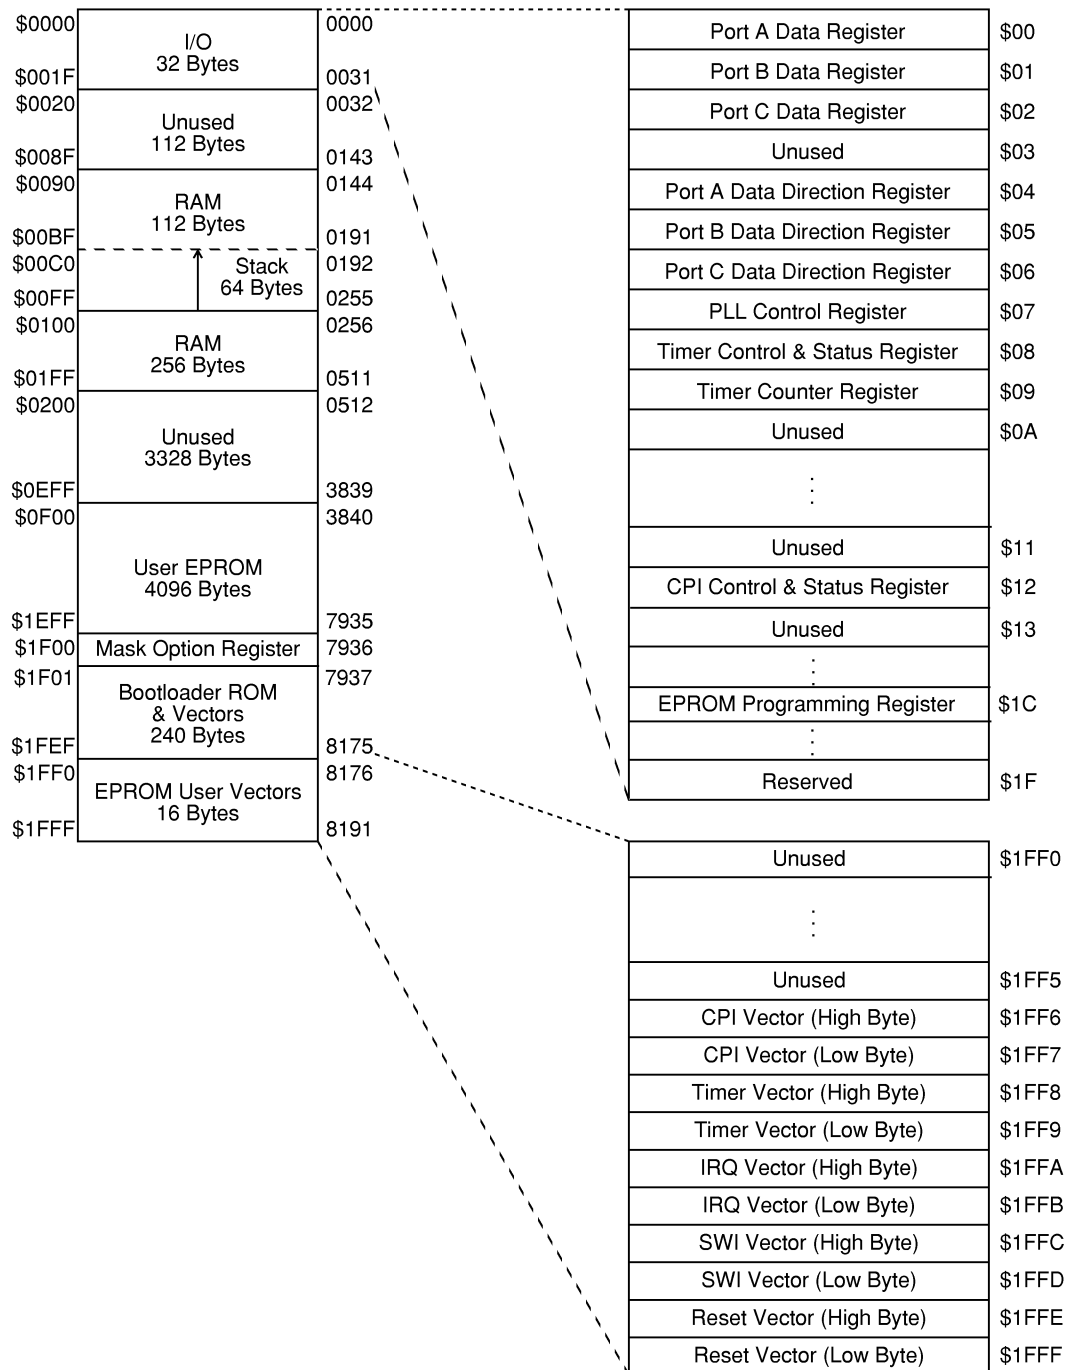 $0000
I/O
32 Bytes
0000
$001F
0031
$0020
Unused
112 Bytes
0032
$008F
0143
$0090
RAM
112 Bytes
0144
$00BF
0191
$00C0
Stack
64 Bytes
0192
$00FF
0255
$0100
RAM
256 Bytes
0256
$01FF
0511
$0200
Unused
3328 Bytes
0512
$0EFF
3839
$0F00
User EPROM
4096 Bytes
3840
$1EFF
7935
$1F00 Mask Option Register 7936
$1F01
Bootloader ROM
& Vectors
240 Bytes
7937
$1FEF
8175
$1FF0
EPROM User Vectors
16 Bytes
8176
$1FFF
8191
Port A Data Register $00
Port B Data Register $01
Port C Data Register $02
Unused $03
Port A Data Direction Register $04
Port B Data Direction Register $05
Port C Data Direction Register $06
PLL Control Register $07
Timer Control & Status Register $08
Timer Counter Register $09
Unused $0A
Unused $11
CPI Control & Status Register $12
Unused $13
EPROM Programming Register $1C
Reserved $1F
Unused $1FF0
Unused $1FF5
CPI Vector (High Byte) $1FF6
CPI Vector (Low Byte) $1FF7
Timer Vector (High Byte) $1FF8
Timer Vector (Low Byte) $1FF9
IRQ Vector (High Byte) $1FFA
IRQ Vector (Low Byte) $1FFB
SWI Vector (High Byte) $1FFC
SWI Vector (Low Byte) $1FFD
Reset Vector (High Byte) $1FFE
Reset Vector (Low Byte) $1FFF